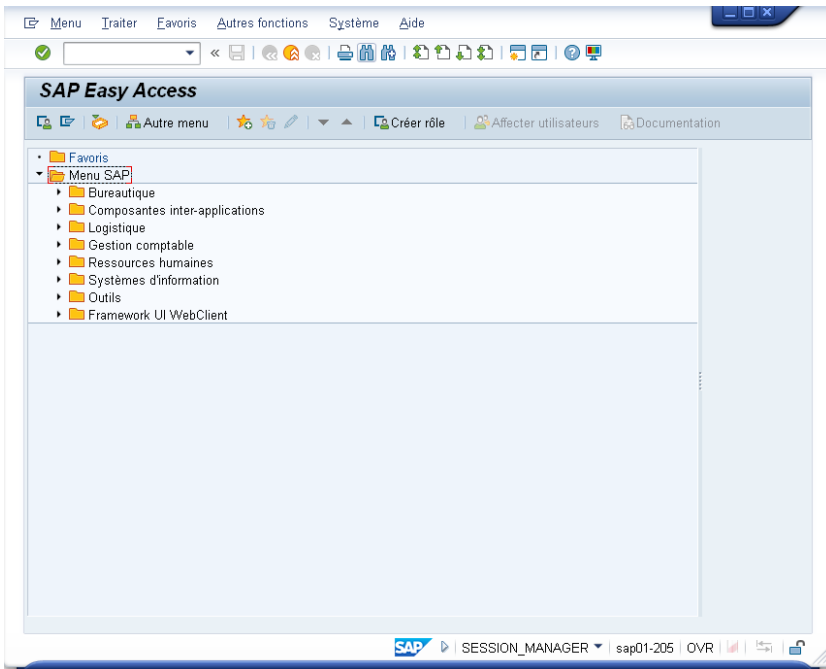 Menu Traiter Favoris Autres fonctions Système Aide
SAP Easy Access
Autre menu Créer rôle Affecter utilisateurs Documentation
Favoris
Menu SAP
Bureautique
Composantes inter-applications
Logistique
Gestion comptable
Ressources humaines
Systèmes d'information
Outils
Framework UI WebClient
SAP SESSION_MANAGER sap01-205 OVR